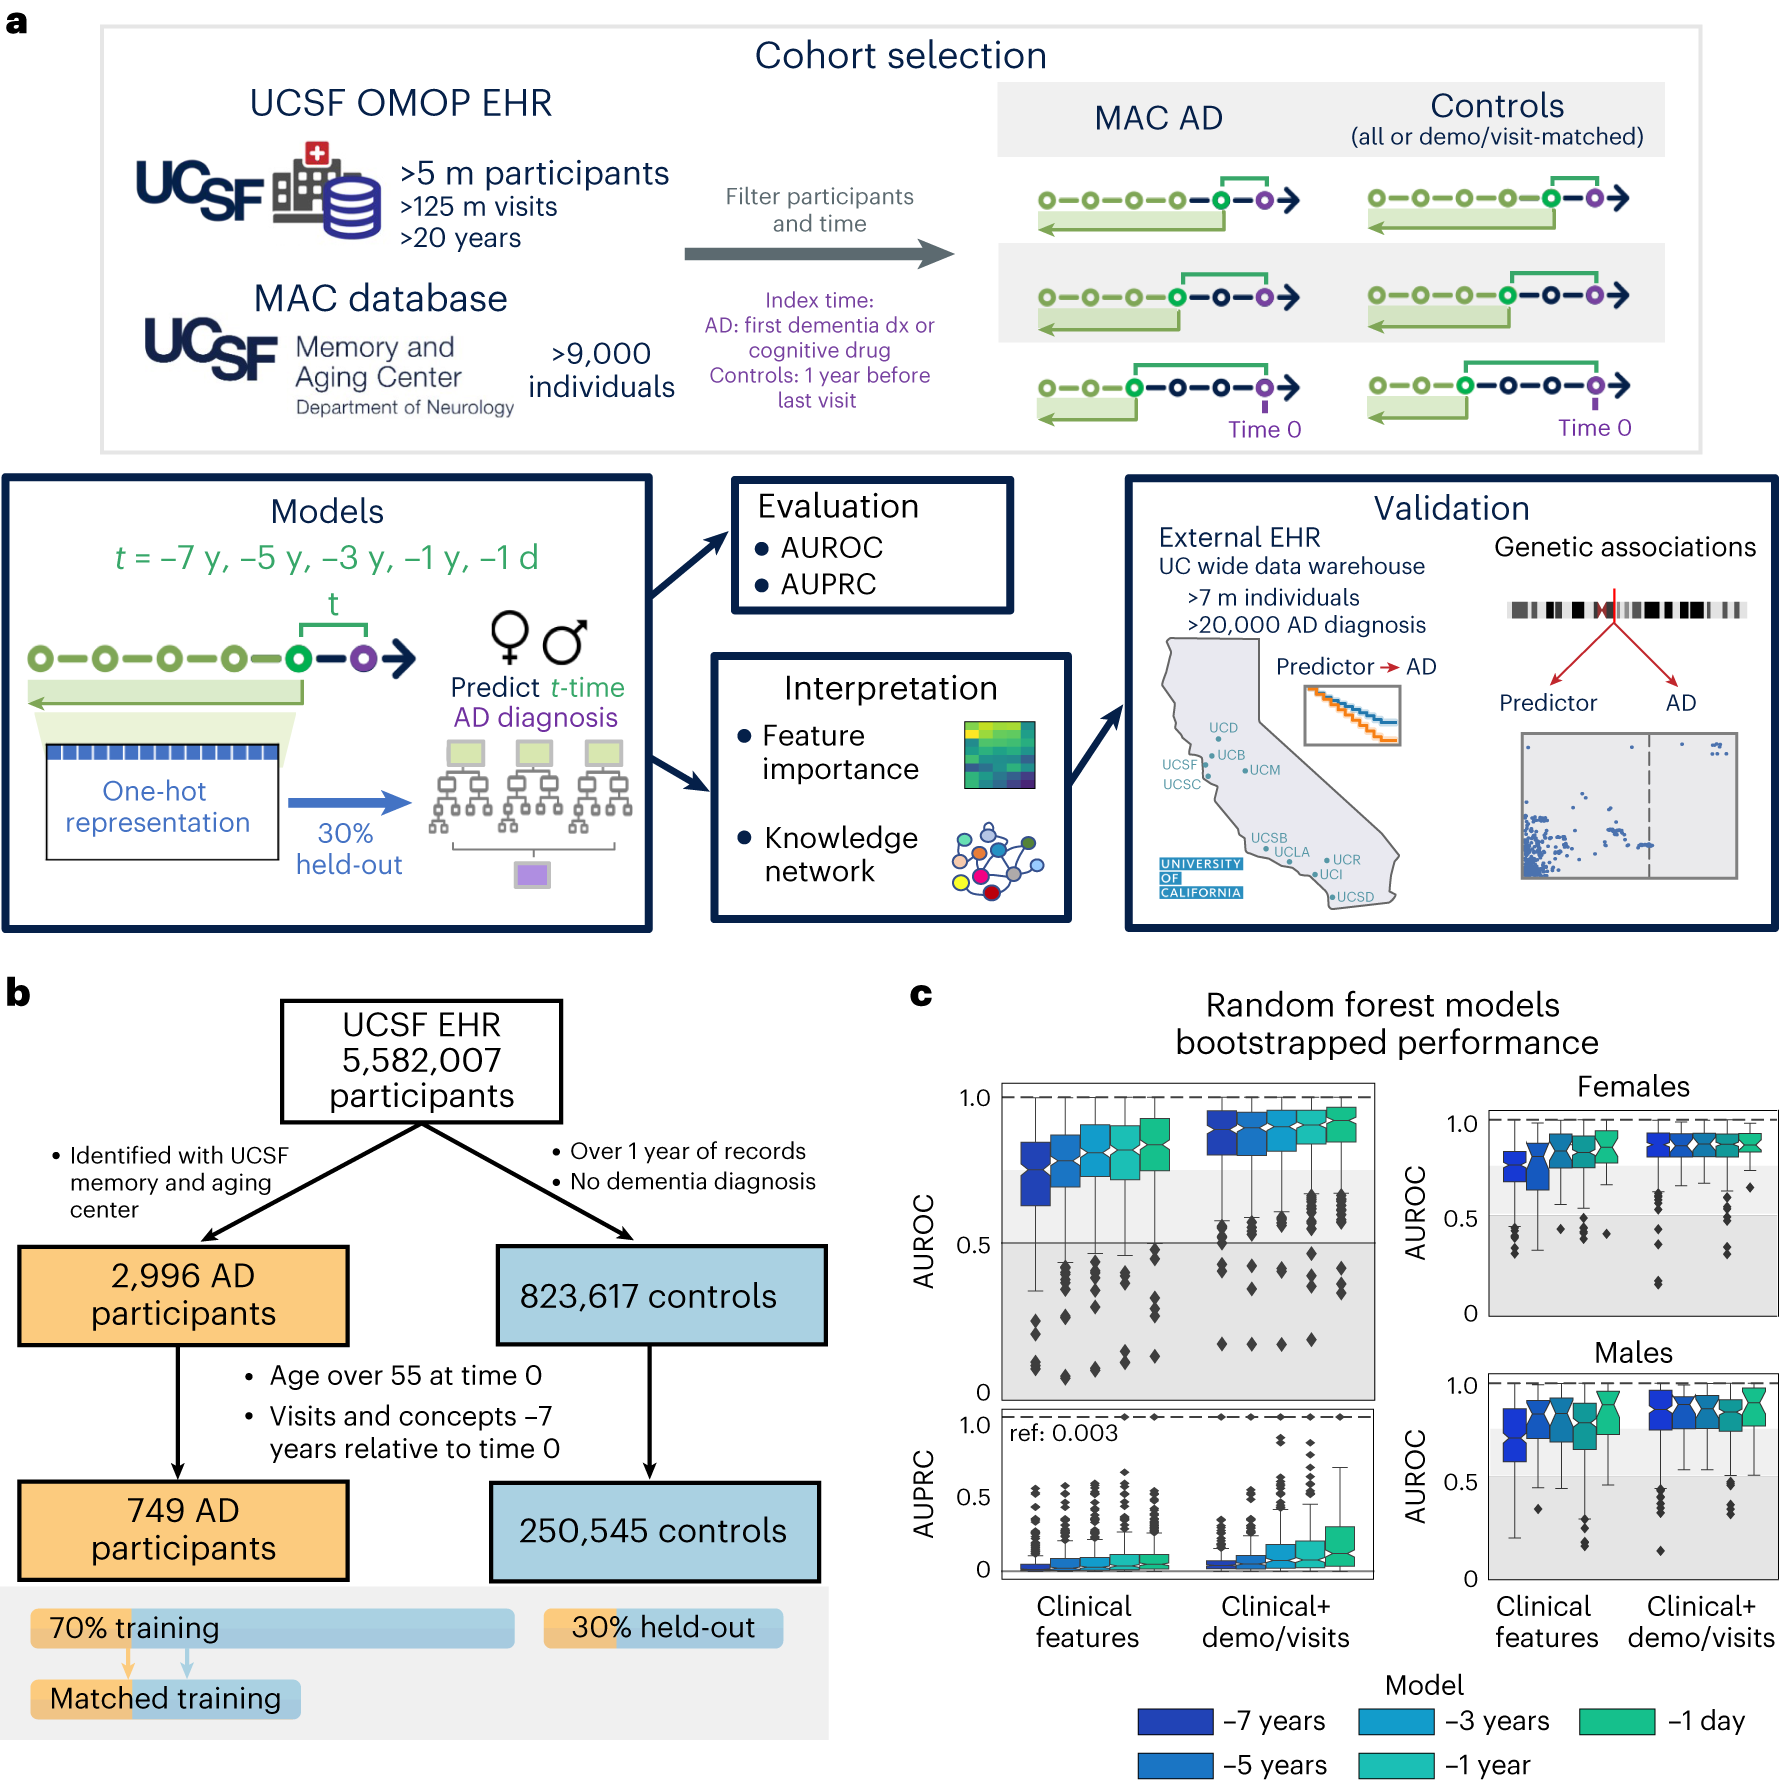 a
Cohort selection
UCSF OMOP EHR
UCSF
>5 m participants
>125 m visits
>20 years
MAC database
UCSF
Memory and
Aging Center
Department of Neurology
>9,000
individuals
Filter participants
and time
Index time:
AD: first dementia dx or
cognitive drug
Controls: 1 year before
last visit
MAC AD
Controls
(all or demo/visit-matched)
Time 0
Time 0
Models
t = –7 y, –5 y, –3 y, –1 y, –1 d
t
Predict t-time
AD diagnosis
One-hot
representation
30%
held-out
Evaluation
• AUROC
• AUPRC
Interpretation
• Feature
importance
• Knowledge
network
Validation
External EHR
UC wide data warehouse
>7 m individuals
>20,000 AD diagnosis
Predictor → AD
UCD
UCB
UCSF
UCM
UCSC
UCSB
UCLA
UCR
UCI
UCSD
UNIVERSITY
OF
CALIFORNIA
Genetic associations
Predictor
AD
b
UCSF EHR
5,582,007
participants
• Identified with UCSF
memory and aging
center
• Over 1 year of records
• No dementia diagnosis
2,996 AD
participants
823,617 controls
• Age over 55 at time 0
• Visits and concepts –7
years relative to time 0
749 AD
participants
250,545 controls
70% training
30% held-out
Matched training
c
Random forest models
bootstrapped performance
1.0
0.5
0
AUROC
1.0
0.5
0
AUPRC
ref: 0.003
Clinical
features
Clinical+
demo/visits
Females
1.0
0.5
0
AUROC
Males
1.0
0.5
0
AUROC
Clinical
features
Clinical+
demo/visits
Model
–7 years
–3 years
–1 day
–5 years
–1 year